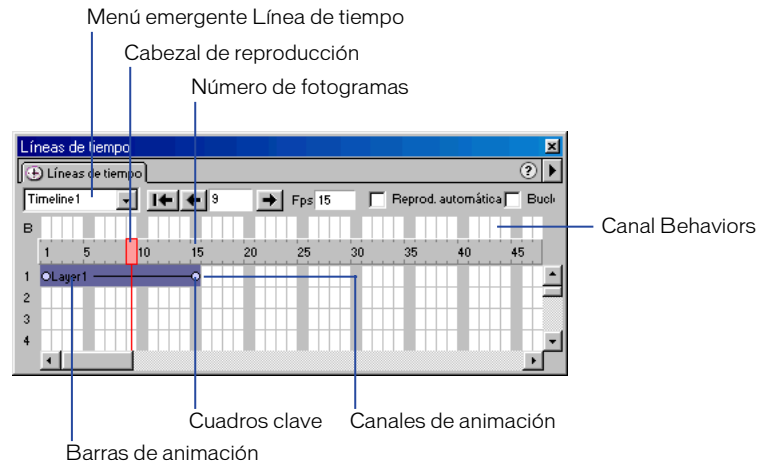 Menú emergente Línea de tiempo
Cabezal de reproducción
Número de fotogramas
Líneas de tiempo
Líneas de tiempo
?
Timeline1 9 Fps 15 Reprod. automática Bucle
B
Canal Behaviors
1 5 10 15 20 25 30 35 40 45
1 Layer1
2
3
4
Cuadros clave Canales de animación
Barras de animación